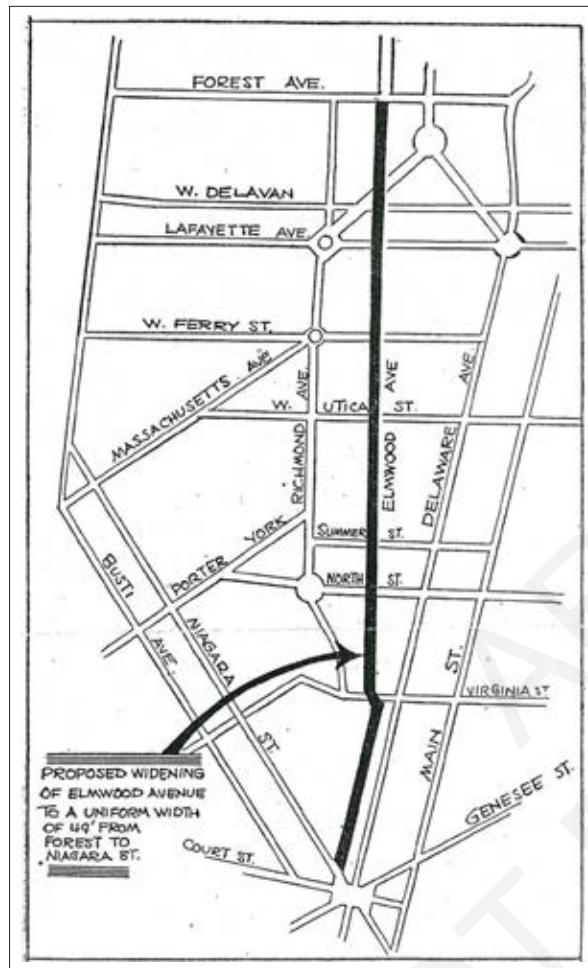 FOREST AVE.
W. DELAVAN
LAFAYETTE AVE.
W. FERRY ST.
MASSACHUSETTS AVE
W. UTICA ST.
RICHMOND AVE.
ELMWOOD AVE
DELAWARE AVE.
SUMMER ST.
PORTER YORK
NORTH ST.
BUSTI AVE.
NIAGARA ST.
VIRGINIA ST
MAIN ST.
GENESEE ST.
COURT ST.
PROPOSED WIDENING
OF ELMWOOD AVENUE
TO A UNIFORM WIDTH
OF 49' FROM
FOREST TO
NIAGARA ST.